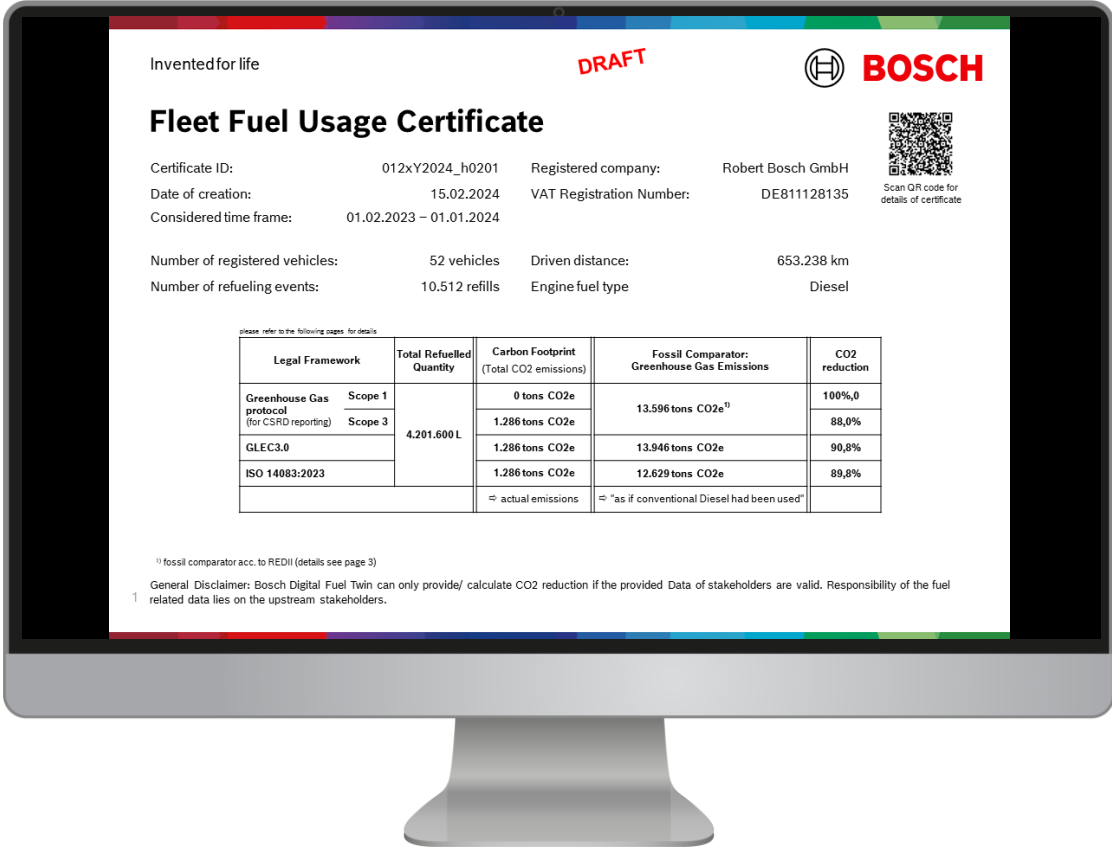 Invented for life
DRAFT
BOSCH
Fleet Fuel Usage Certificate
Certificate ID: 012xY2024_h0201 Registered company: Robert Bosch GmbH
Date of creation: 15.02.2024 VAT Registration Number: DE811128135
Considered time frame: 01.02.2023 – 01.01.2024
Scan QR code for
details of certificate
Number of registered vehicles: 52 vehicles Driven distance: 653.238 km
Number of refueling events: 10.512 refills Engine fuel type Diesel
please refer to the following pages for details
Legal Framework
Total Refuelled
Quantity
Carbon Footprint
(Total CO2 emissions)
Fossil Comparator:
Greenhouse Gas Emissions
CO2
reduction
Greenhouse Gas
protocol
(for CSRD reporting)
Scope 1
0 tons CO2e
100%,0
Scope 3
1.286 tons CO2e
88,0%
13.596 tons CO2e¹⁾
4.201.600 L
GLEC3.0 1.286 tons CO2e 13.946 tons CO2e 90,8%
ISO 14083:2023 1.286 tons CO2e 12.629 tons CO2e 89,8%
⇨ actual emissions ⇨ "as if conventional Diesel had been used"
¹⁾ fossil comparator acc. to REDII (details see page 3)
General Disclaimer: Bosch Digital Fuel Twin can only provide/ calculate CO2 reduction if the provided Data of stakeholders are valid. Responsibility of the fuel
related data lies on the upstream stakeholders.
1